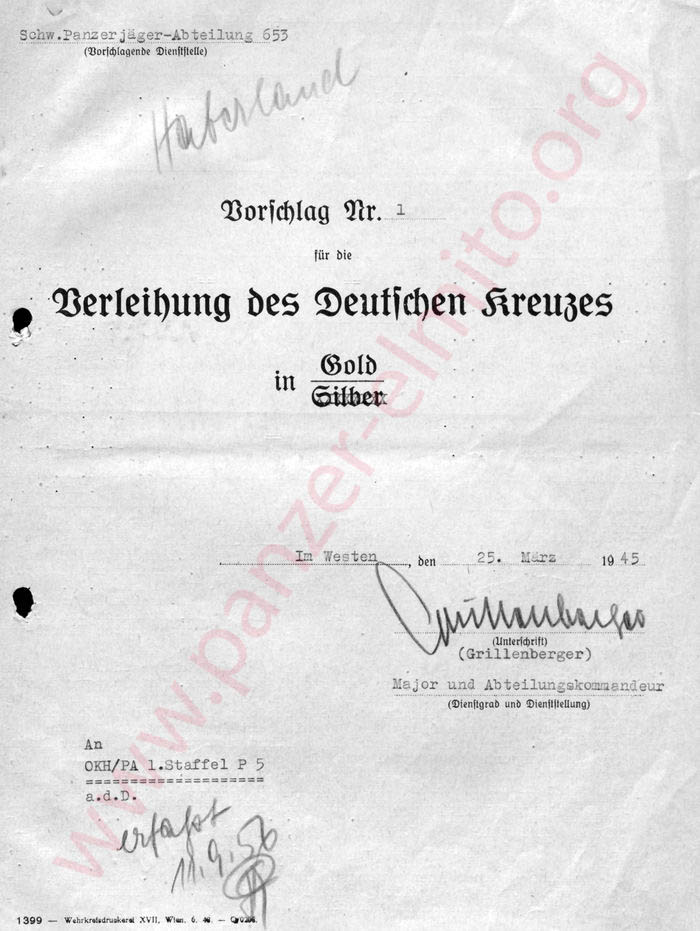 Schw.Panzerjäger-Abteilung 653
(Vorschlagende Dienststelle)
Haberland
Vorschlag Nr. 1
für die
Verleihung des Deutschen Kreuzes
in Gold
Silber
Im Westen, den 25. März 1945
(Unterschrift)
(Grillenberger)
Major und Abteilungskommandeur
(Dienstgrad und Dienststellung)
An
OKH/PA 1.Staffel P 5
a.d.D.
erfaßt
11.9.56
1399 — Wehrkreisdruckerei XVII, Wien. 6.
www.panzer-elmito.org